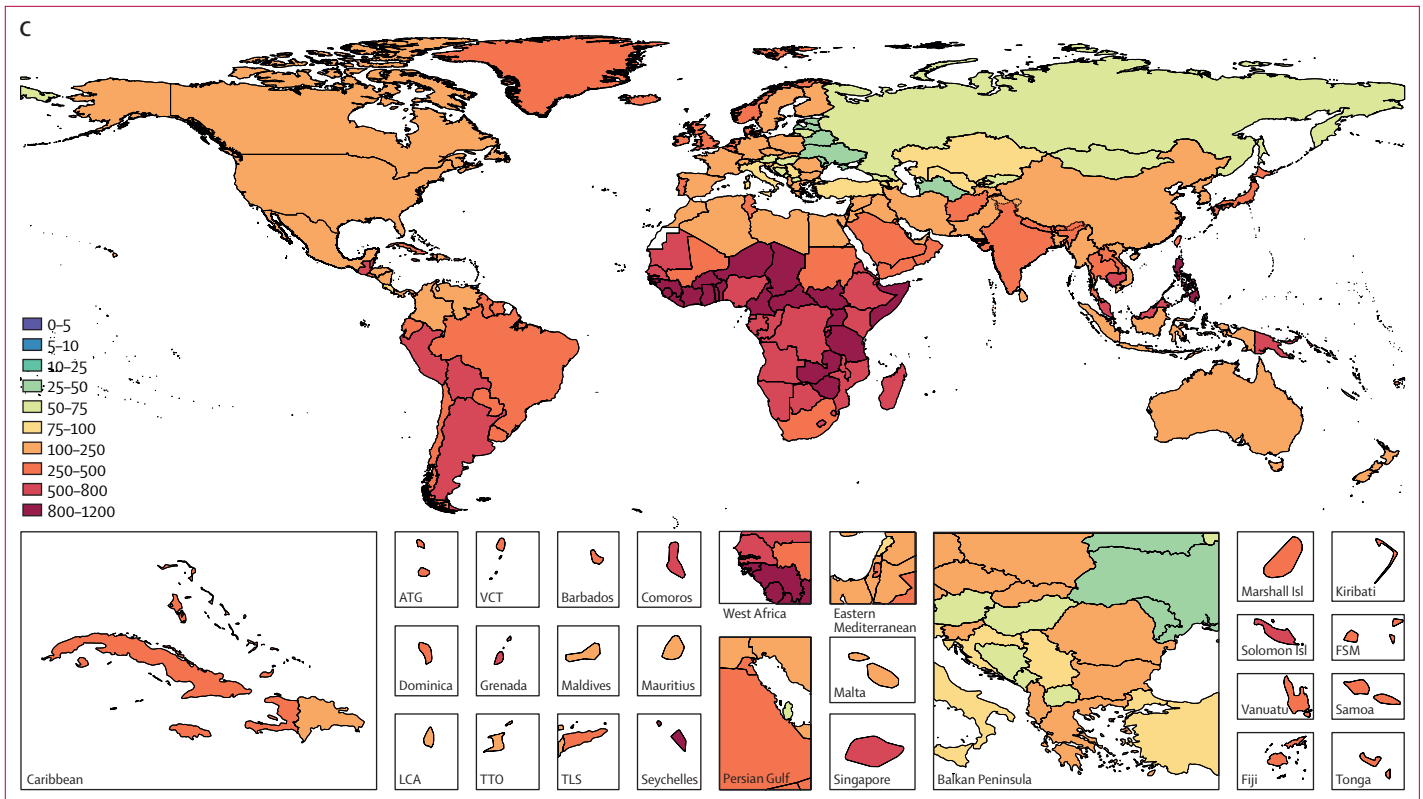 C
0–5
5–10
10–25
25–50
50–75
75–100
100–250
250–500
500–800
800–1200
Caribbean
ATG
VCT
Barbados
Comoros
Dominica
Grenada
Maldives
Mauritius
LCA
TTO
TLS
Seychelles
West Africa
Eastern
Mediterranean
Persian Gulf
Malta
Singapore
Balkan Peninsula
Marshall Isl
Kiribati
Solomon Isl
FSM
Vanuatu
Samoa
Fiji
Tonga